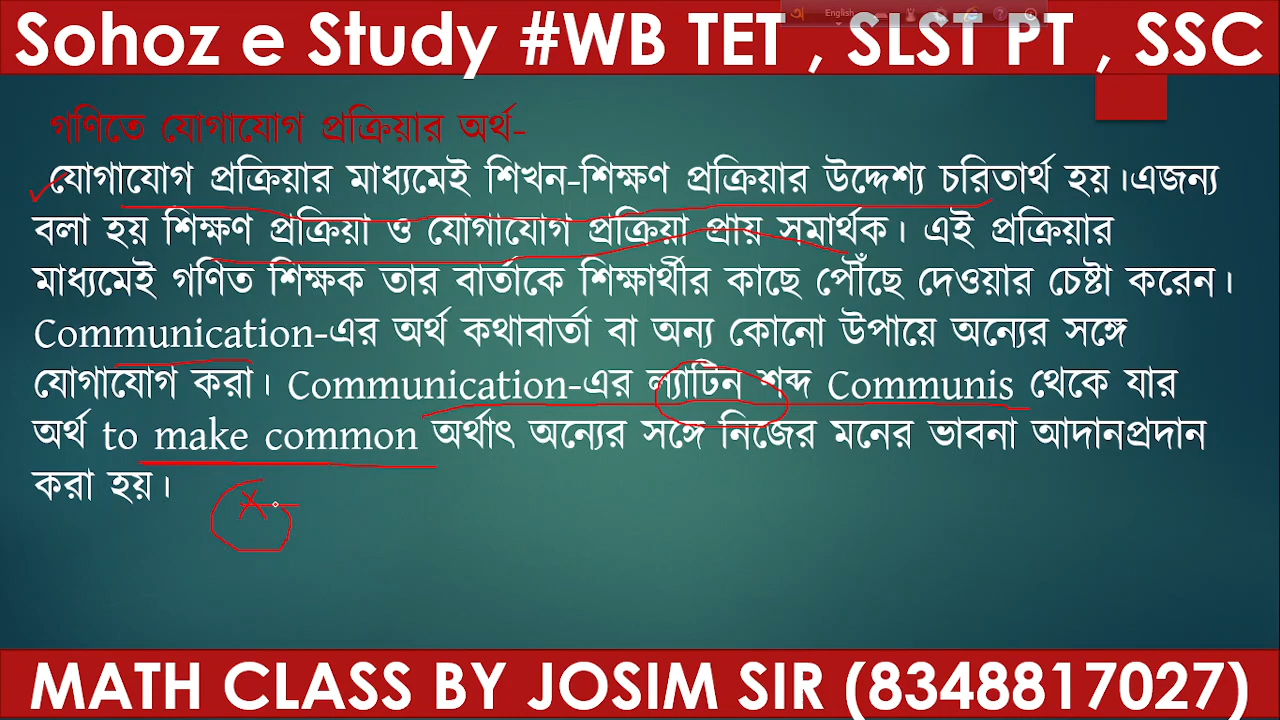 Sohoz e Study #WB TET , SLST PT , SSC
English
গণিতে যোগাযোগ প্রক্রিয়ার অর্থ-
যোগাযোগ প্রক্রিয়ার মাধ্যমেই শিখন-শিক্ষণ প্রক্রিয়ার উদ্দেশ্য চরিতার্থ হয়।এজন্য
বলা হয় শিক্ষণ প্রক্রিয়া ও যোগাযোগ প্রক্রিয়া প্রায় সমার্থক। এই প্রক্রিয়ার
মাধ্যমেই গণিত শিক্ষক তার বার্তাকে শিক্ষার্থীর কাছে পৌঁছে দেওয়ার চেষ্টা করেন।
Communication-এর অর্থ কথাবার্তা বা অন্য কোনো উপায়ে অন্যের সঙ্গে
যোগাযোগ করা। Communication-এর ল্যাটিন শব্দ Communis থেকে যার
অর্থ to make common অর্থাৎ অন্যের সঙ্গে নিজের মনের ভাবনা আদানপ্রদান
করা হয়।
MATH CLASS BY JOSIM SIR (8348817027)